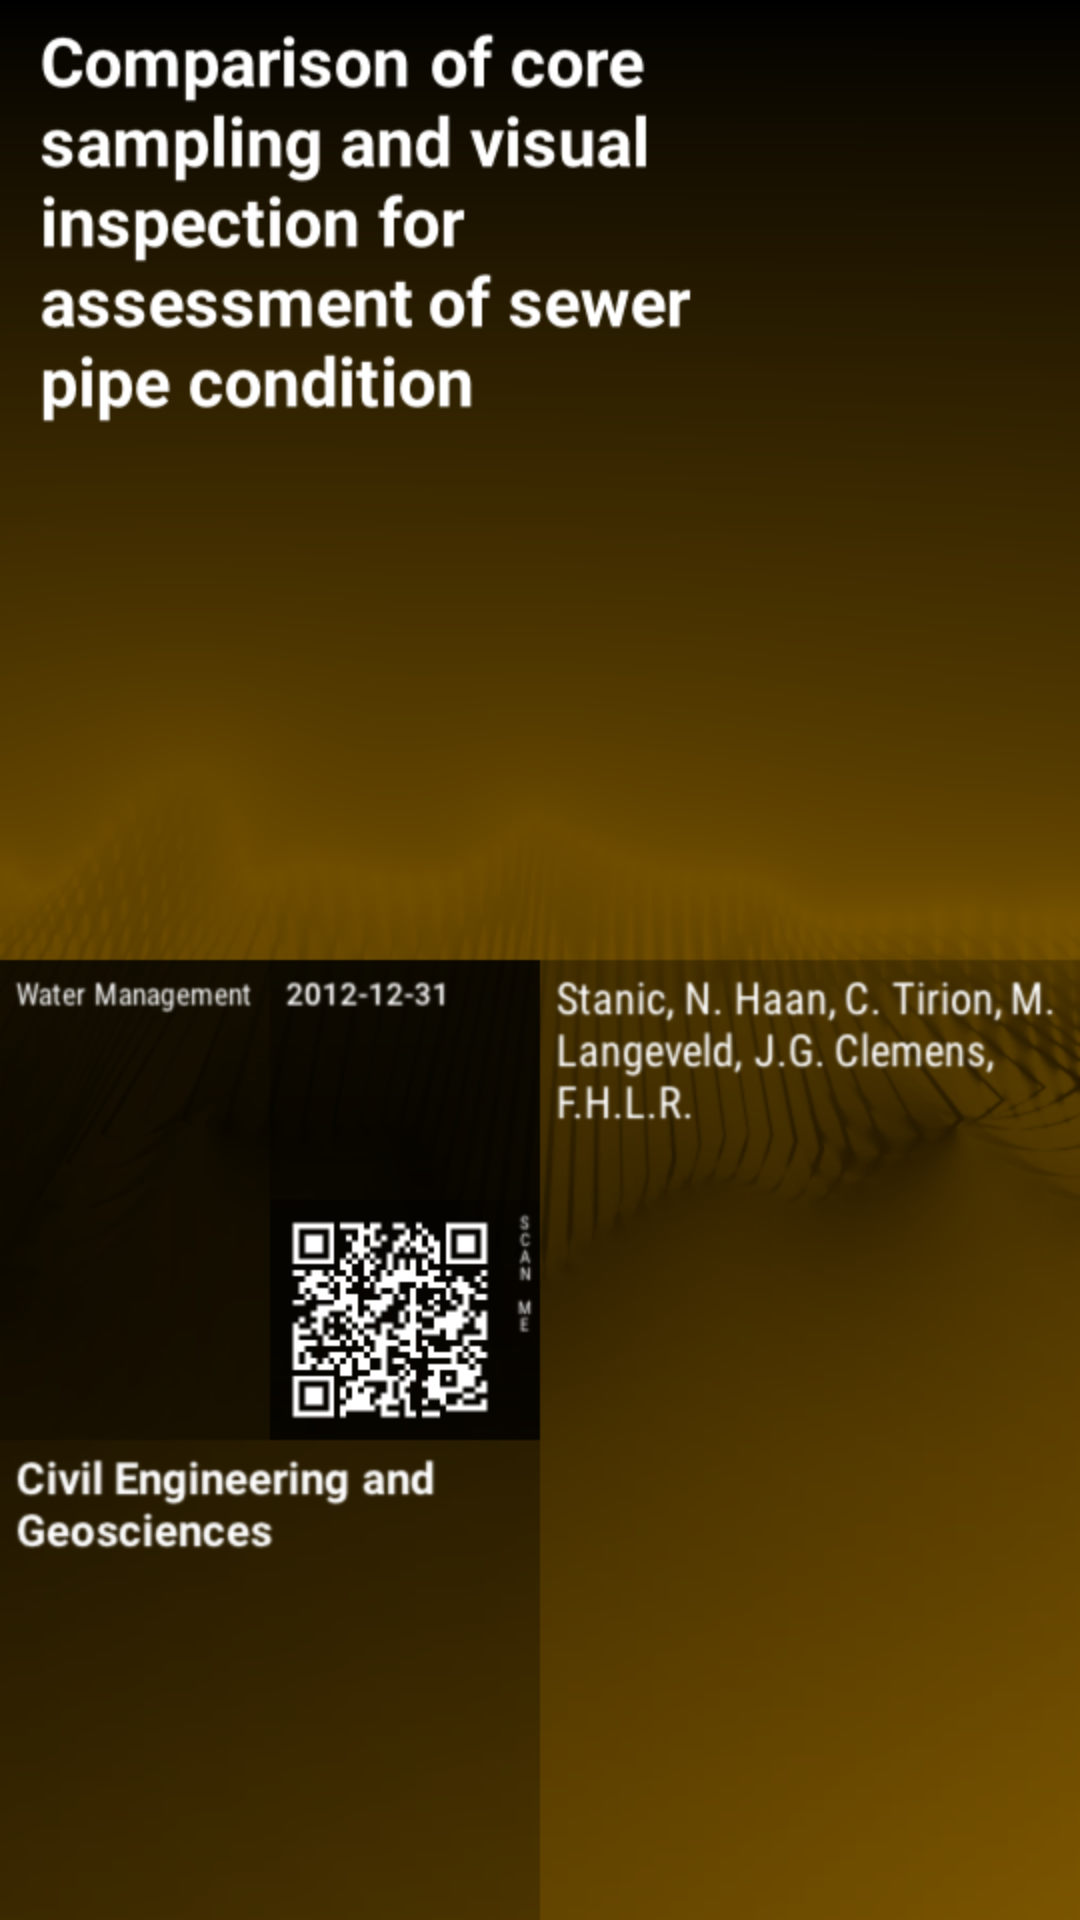 Comparison of core
sampling and visual
inspection for
assessment of sewer
pipe condition
Water Management
2012-12-31
Stanic, N. Haan, C. Tirion, M.
Langeveld, J.G. Clemens,
F.H.L.R.
SCAN ME
Civil Engineering and
Geosciences